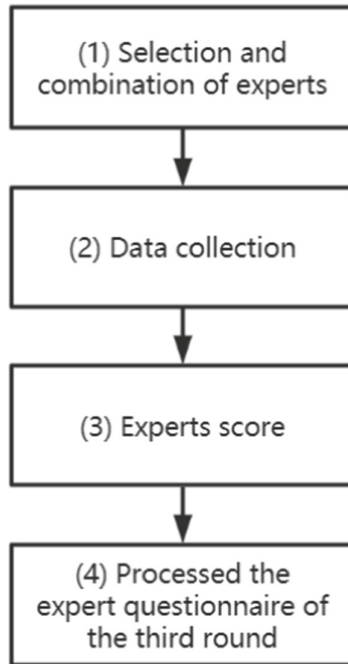 (1) Selection and
combination of experts
(2) Data collection
(3) Experts score
(4) Processed the
expert questionnaire of
the third round